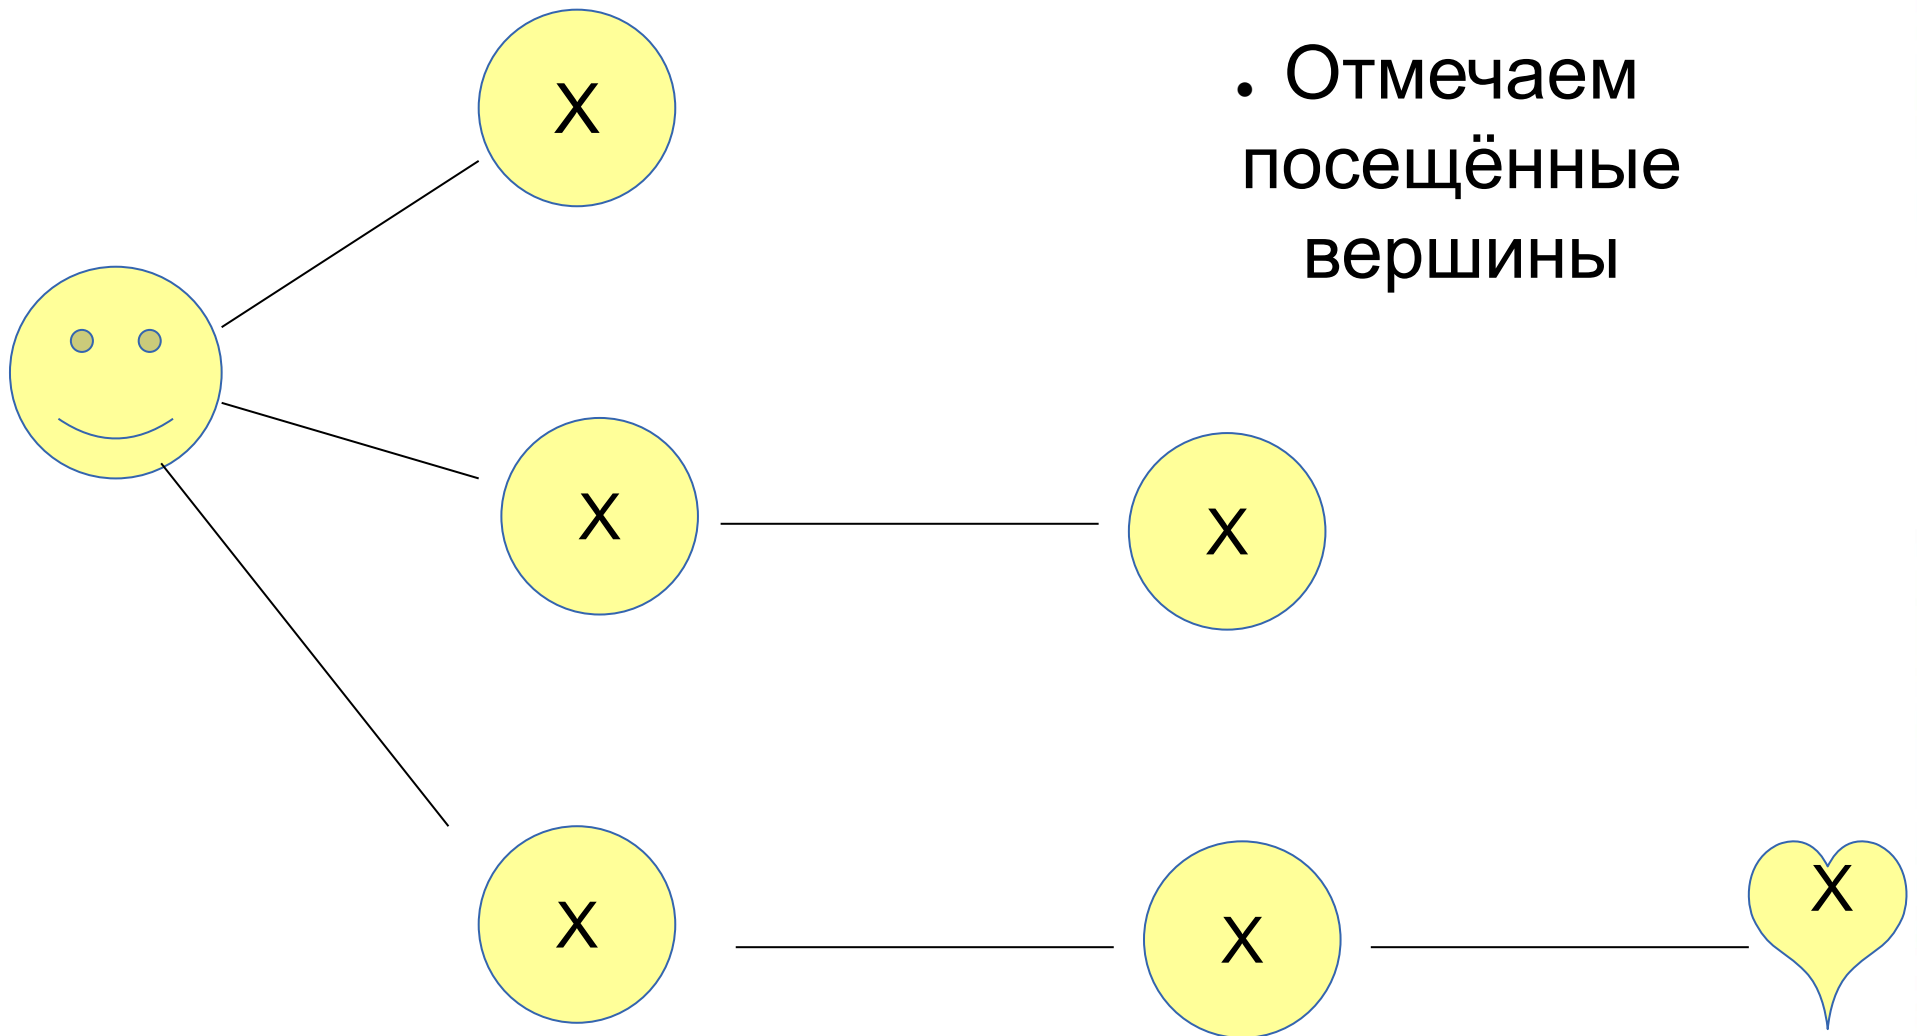 X
• Отмечаем
посещённые
вершины
X
X
X
X
X